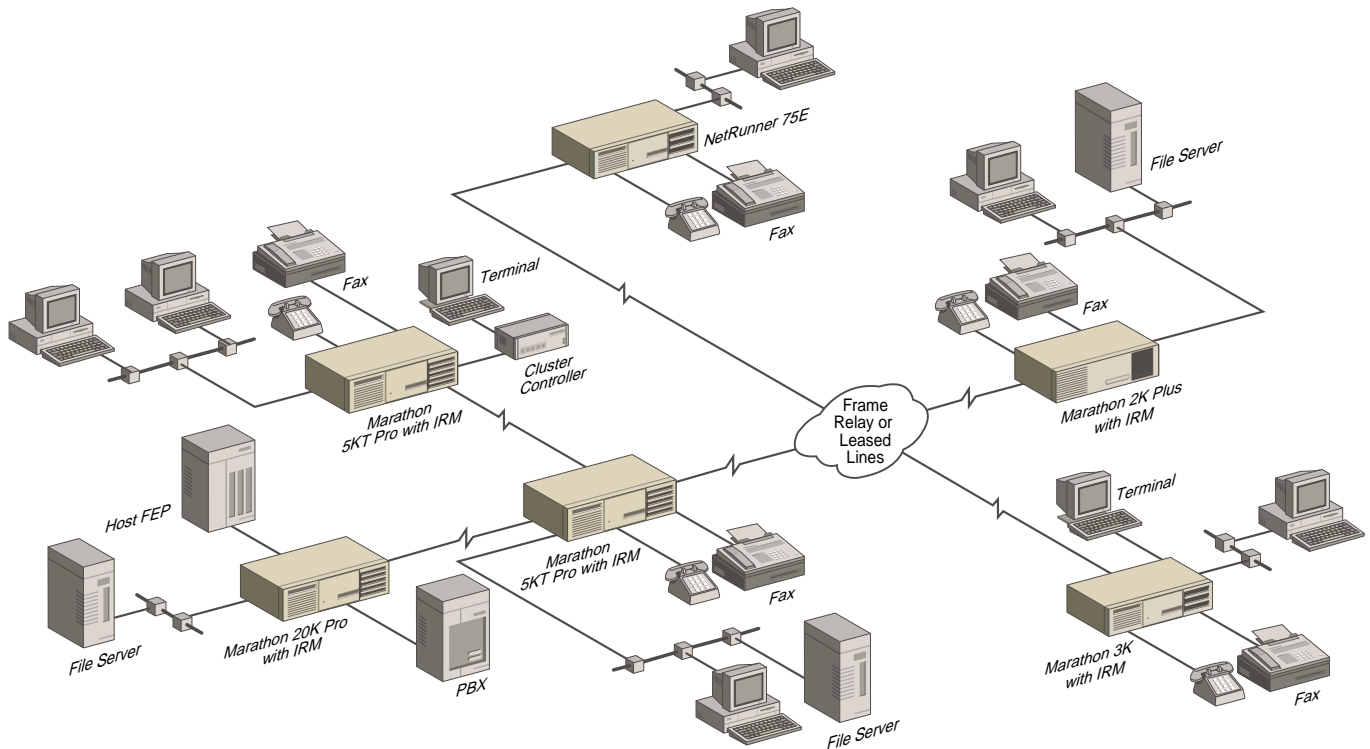 NetRunner 75E
Fax
File Server
Fax
Terminal
Cluster
Controller
Marathon
5KT Pro with IRM
Fax
Marathon 2K Plus
with IRM
Frame
Relay or
Leased
Lines
Host FEP
Marathon
5KT Pro with IRM
Fax
File Server
Marathon 20K Pro
with IRM
PBX
File Server
Terminal
Marathon 3K
with IRM
Fax